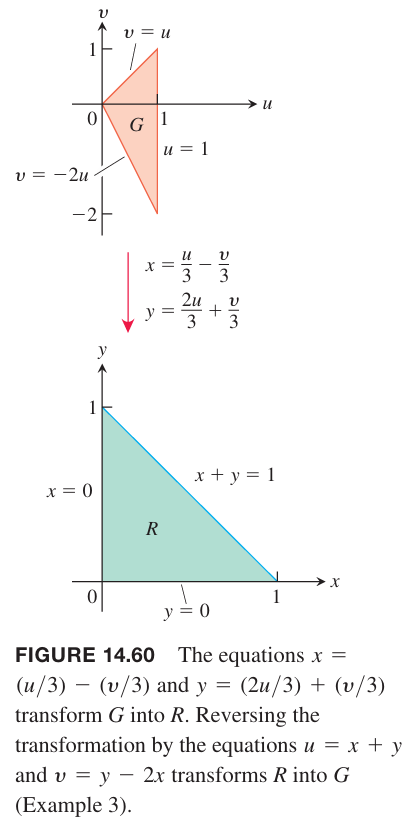 υ
υ = u
1
u
0
G
1
u = 1
υ = −2u
−2
x = u/3 − υ/3
y = 2u/3 + υ/3
y
1
x + y = 1
x = 0
R
x
0
1
y = 0
FIGURE 14.60 The equations x =
(u/3) − (υ/3) and y = (2u/3) + (υ/3)
transform G into R. Reversing the
transformation by the equations u = x + y
and υ = y − 2x transforms R into G
(Example 3).